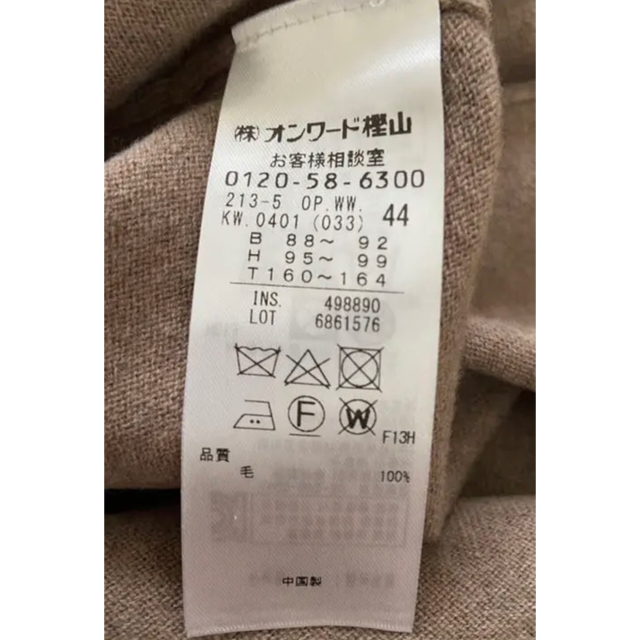 (株) オンワード樫山
お客様相談室
0120-58-6300
213-5 OP.WW.
KW.0401 (033) 44
B 88～ 92
H 95～ 99
T160～164
INS. 498890
LOT 6861576
F W
F13H
品質
毛 100%
中国製